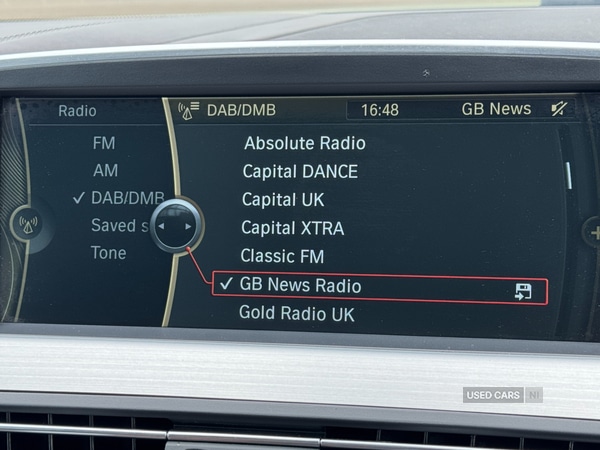 Radio
DAB/DMB 16:48 GB News
FM
AM
✓ DAB/DMB
Saved s
Tone
Absolute Radio
Capital DANCE
Capital UK
Capital XTRA
Classic FM
✓ GB News Radio
Gold Radio UK
USED CARS NI